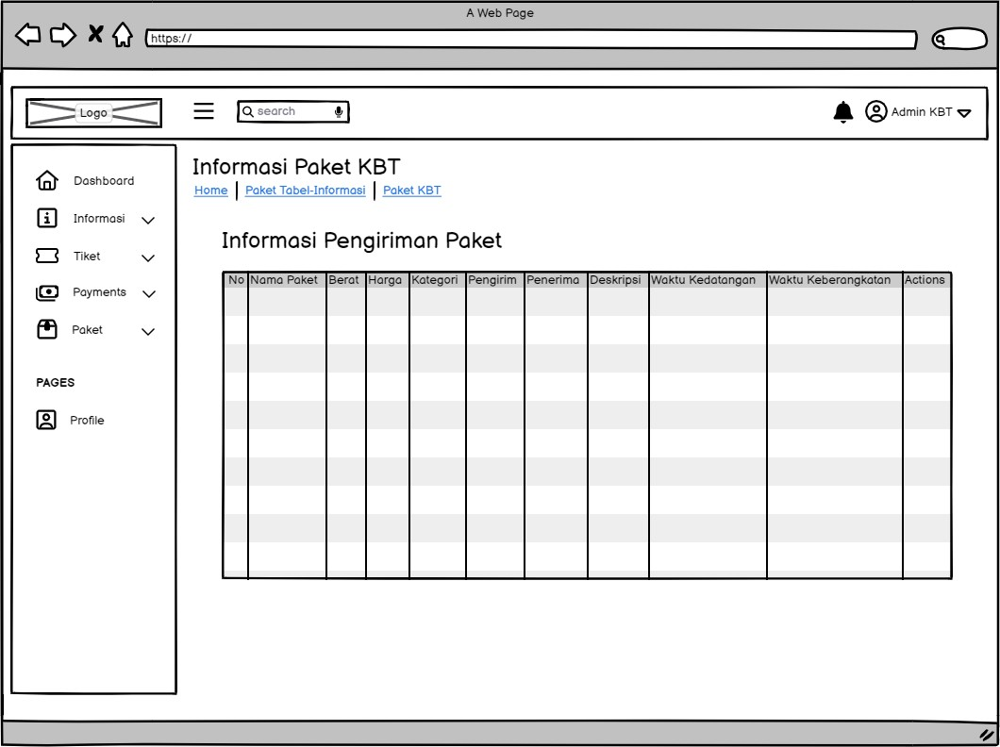 A Web Page
https://
Logo
search
Admin KBT
Dashboard
Informasi
Tiket
Payments
Paket
PAGES
Profile
Informasi Paket KBT
Home Paket Tabel-Informasi Paket KBT
Informasi Pengiriman Paket
No Nama Paket Berat Harga Kategori Pengirim Penerima Deskripsi Waktu Kedatangan Waktu Keberangkatan Actions